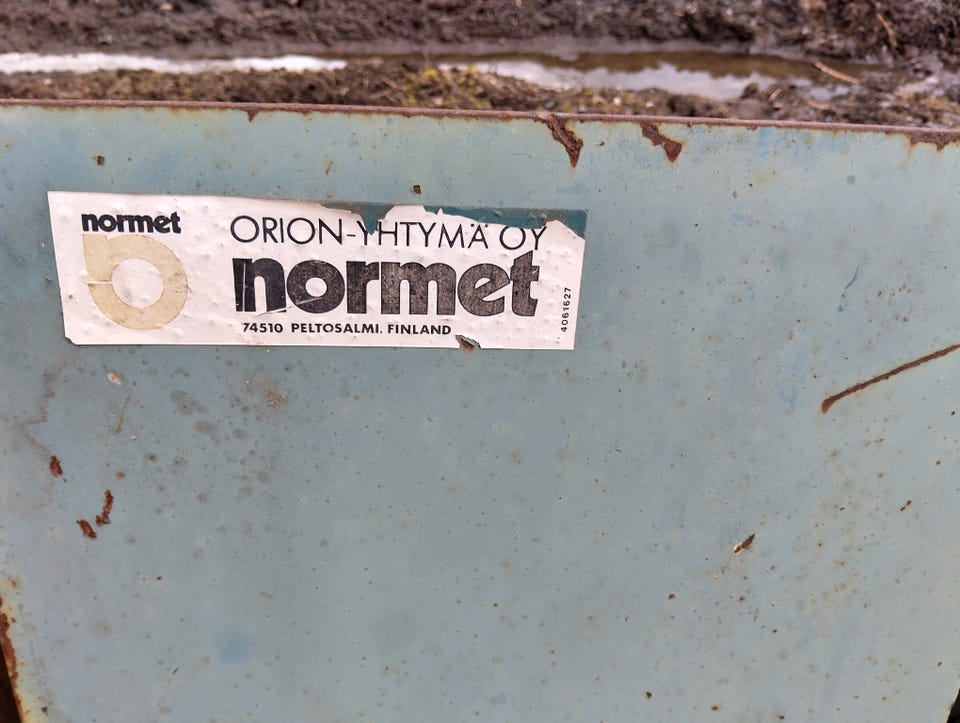 normet
ORION-YHTYMÄ OY
normet
74510 PELTOSALMI. FINLAND
4061627